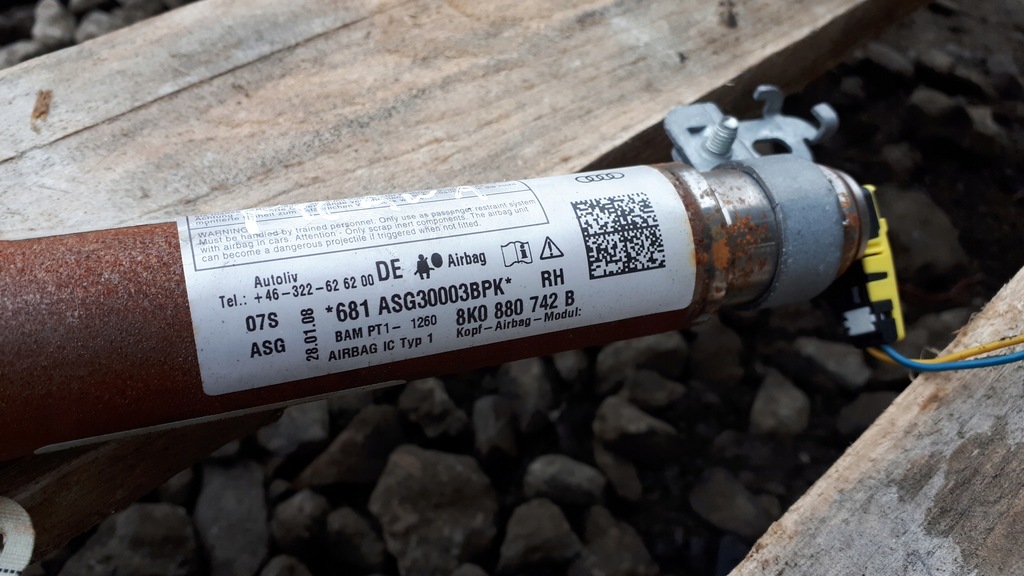 WARNING
Must be handled by trained personnel. Only use as passenger restraint system
with airbag in cars. Attention: Only scrap inert components. The airbag unit
can become a dangerous projectile if triggered when not fitted.
Autoliv
Tel.: +46-322-62 62 00 DE Airbag
07S *681 ASG30003BPK* RH
ASG 28.01.08 BAM PT1- 1260 8K0 880 742 B
AIRBAG IC Typ 1 Kopf-Airbag-Modul: